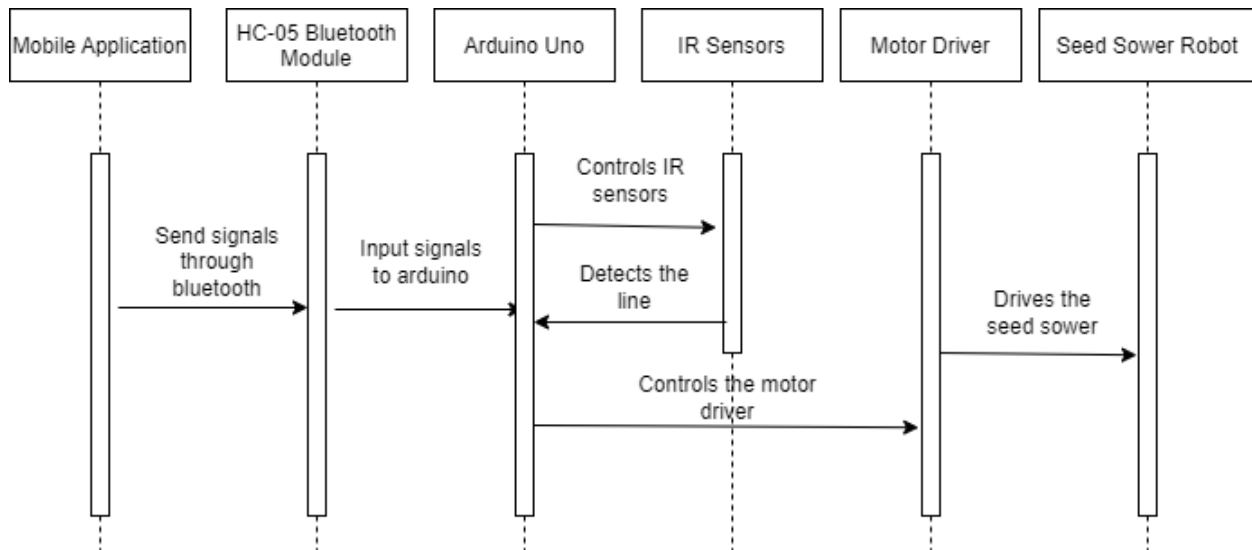 Mobile Application
HC-05 Bluetooth
Module
Arduino Uno
IR Sensors
Motor Driver
Seed Sower Robot
Controls IR
sensors
Send signals
through
bluetooth
Input signals
to arduino
Detects the
line
Drives the
seed sower
Controls the motor
driver